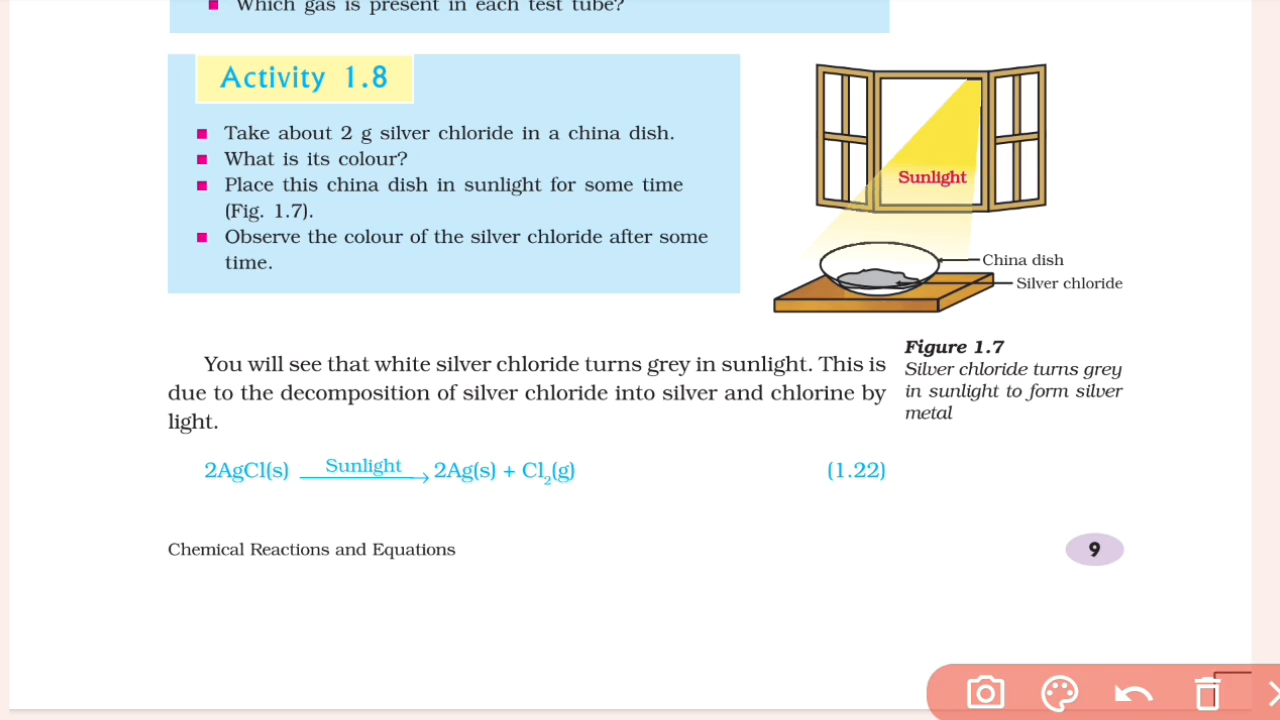 Which gas is present in each test tube?
Activity 1.8
Take about 2 g silver chloride in a china dish.
What is its colour?
Place this china dish in sunlight for some time
(Fig. 1.7).
Observe the colour of the silver chloride after some
time.
Sunlight
China dish
Silver chloride
Figure 1.7
Silver chloride turns grey
in sunlight to form silver
metal
You will see that white silver chloride turns grey in sunlight. This is
due to the decomposition of silver chloride into silver and chlorine by
light.
2AgCl(s) Sunlight→ 2Ag(s) + Cl₂(g) (1.22)
Chemical Reactions and Equations
9